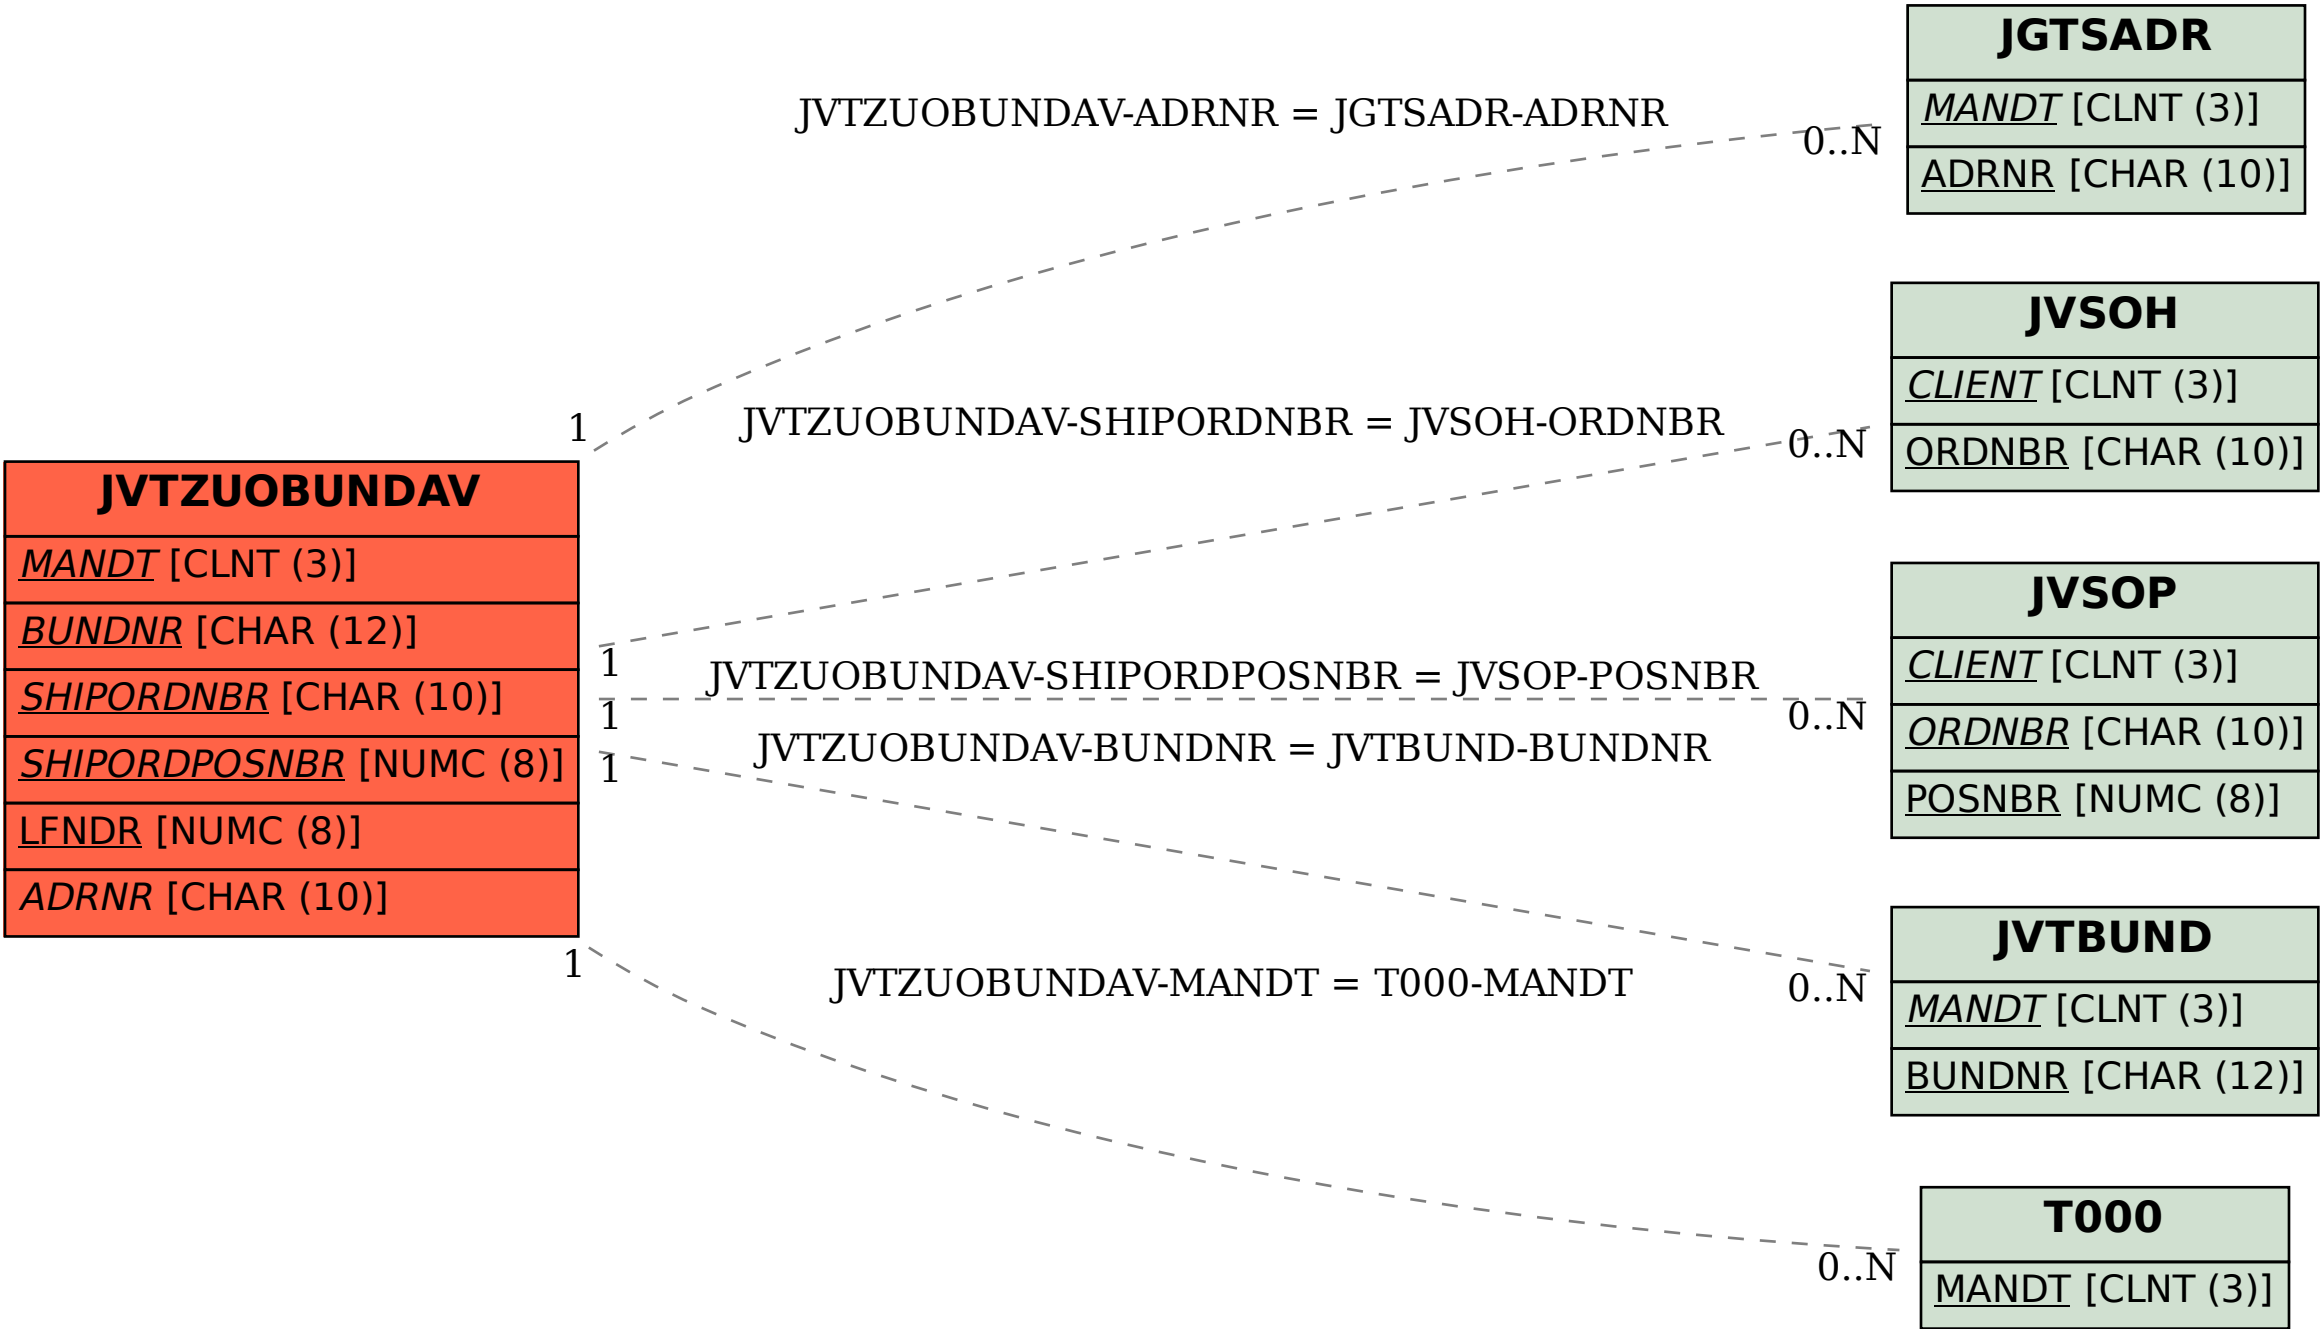 JGTSADR
MANDT [CLNT (3)]
ADRNR [CHAR (10)]
JVTZUOBUNDAV-ADRNR = JGTSADR-ADRNR
0..N
1
JVSOH
CLIENT [CLNT (3)]
ORDNBR [CHAR (10)]
JVTZUOBUNDAV-SHIPORDNBR = JVSOH-ORDNBR
0..N
1
JVTZUOBUNDAV
MANDT [CLNT (3)]
BUNDNR [CHAR (12)]
SHIPORDNBR [CHAR (10)]
SHIPORDPOSNBR [NUMC (8)]
LFNDR [NUMC (8)]
ADRNR [CHAR (10)]
JVSOP
CLIENT [CLNT (3)]
ORDNBR [CHAR (10)]
POSNBR [NUMC (8)]
JVTZUOBUNDAV-SHIPORDPOSNBR = JVSOP-POSNBR
0..N
1
JVTZUOBUNDAV-BUNDNR = JVTBUND-BUNDNR
1
0..N
JVTBUND
MANDT [CLNT (3)]
BUNDNR [CHAR (12)]
JVTZUOBUNDAV-MANDT = T000-MANDT
1
0..N
T000
MANDT [CLNT (3)]